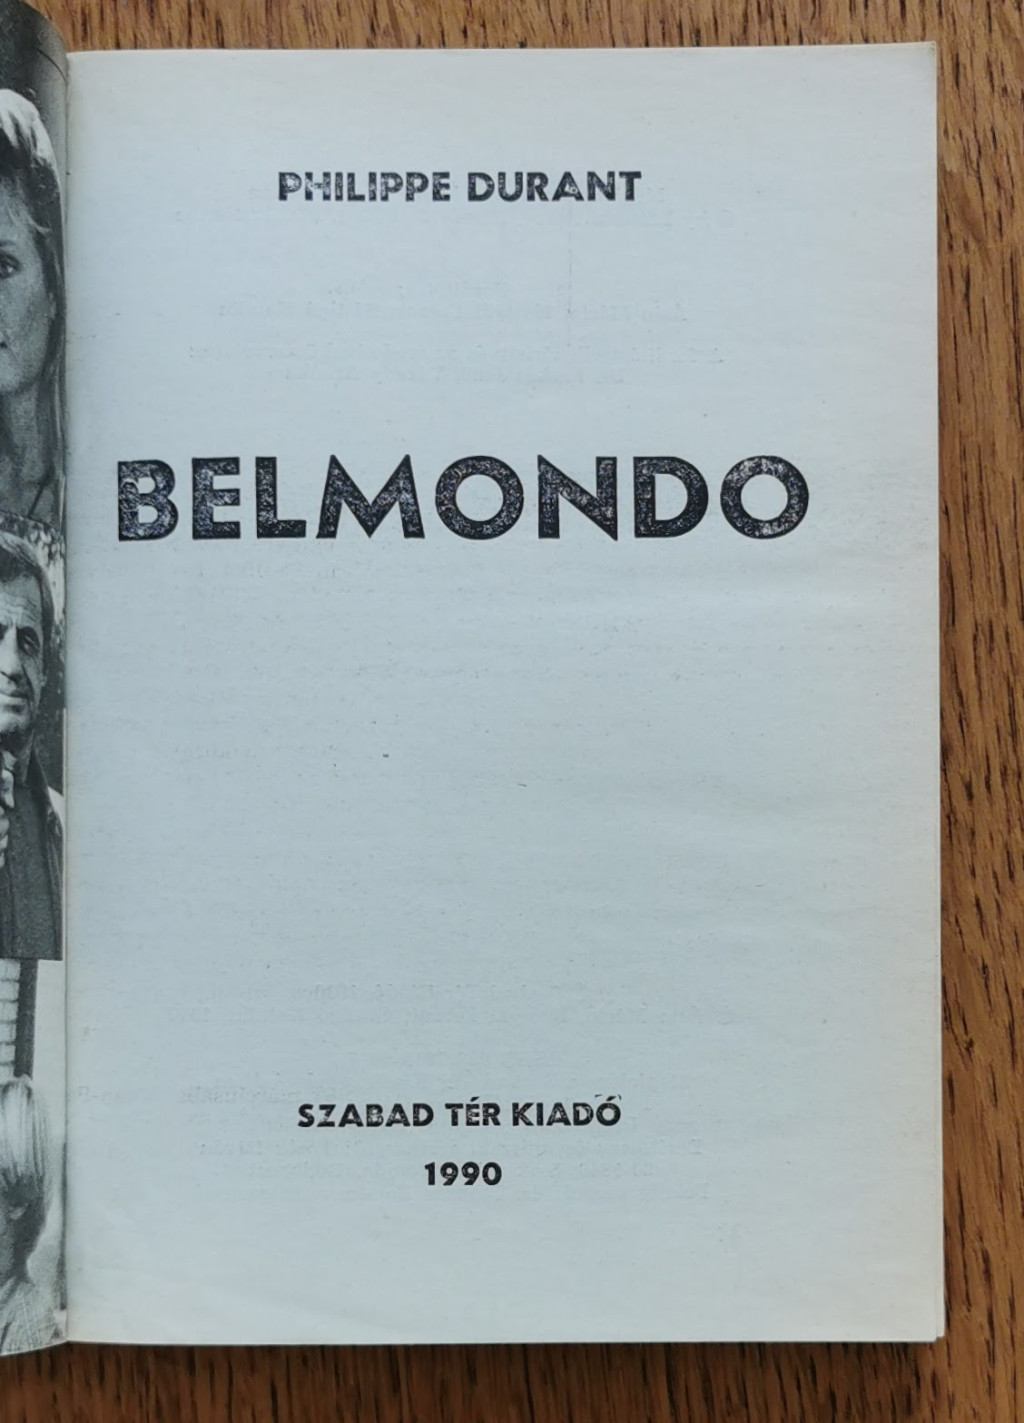 PHILIPPE DURANT
BELMONDO
SZABAD TÉR KIADÓ
1990